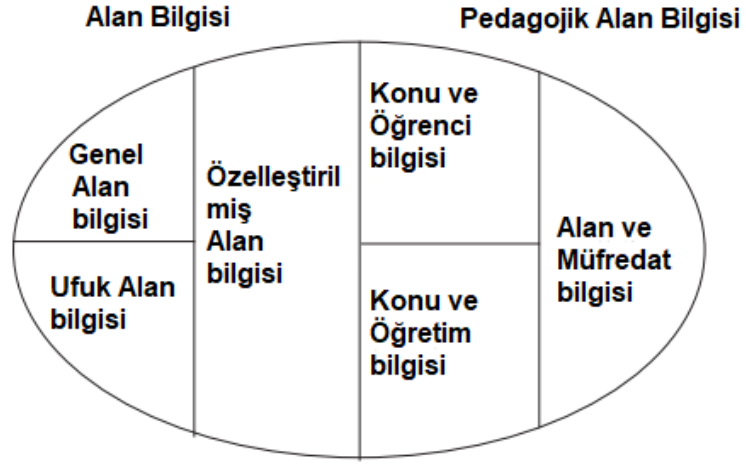 Alan Bilgisi
Pedagojik Alan Bilgisi
Genel
Alan
bilgisi
Ufuk Alan
bilgisi
Özelleştiril
miş
Alan
bilgisi
Konu ve
Öğrenci
bilgisi
Konu ve
Öğretim
bilgisi
Alan ve
Müfredat
bilgisi